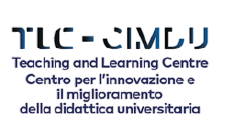 TLC - CIMDU
Teaching and Learning Centre
Centro per l'innovazione e
il miglioramento
della didattica universitaria